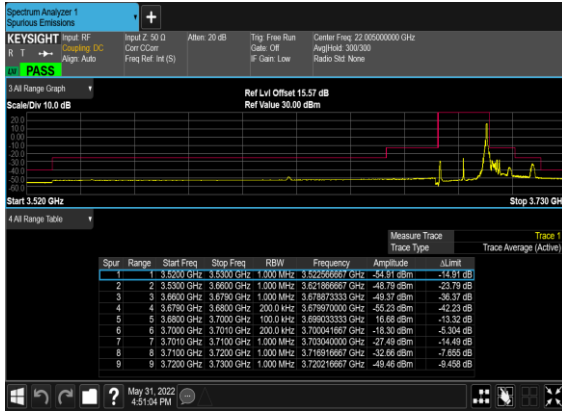 Spectrum Analyzer 1
Spurious Emissions
KEYSIGHT Input: RF Input Z: 50 Ω Atten: 20 dB Trig: Free Run Center Freq: 22.005000000 GHz
R T Coupling: DC Corr CCorr Gate: Off Avg|Hold: 300/300
Align: Auto Freq Ref: Int (S) IF Gain: Low Radio Std: None
PASS
3 All Range Graph
Ref Lvl Offset 15.57 dB
Scale/Div 10.0 dB Ref Value 30.00 dBm
20.0
10.0
0.00
-10.0
-20.0
-30.0
-40.0
-50.0
-60.0
Start 3.520 GHz Stop 3.730 GH
4 All Range Table
Measure Trace Trace 1
Trace Type Trace Average (Active)
Spur Range Start Freq Stop Freq RBW Frequency Amplitude ΔLimit
1 1 3.5200 GHz 3.5300 GHz 1.000 MHz 3.522566667 GHz -54.91 dBm -14.91 dB
2 2 3.5300 GHz 3.6600 GHz 1.000 MHz 3.621866667 GHz -48.79 dBm -23.79 dB
3 3 3.6600 GHz 3.6790 GHz 1.000 MHz 3.678873333 GHz -49.37 dBm -36.37 dB
4 4 3.6790 GHz 3.6800 GHz 200.0 kHz 3.679970000 GHz -55.23 dBm -42.23 dB
5 5 3.6800 GHz 3.7000 GHz 100.0 kHz 3.699033333 GHz 16.68 dBm -13.32 dB
6 6 3.7000 GHz 3.7010 GHz 200.0 kHz 3.700041667 GHz -18.30 dBm -5.304 dB
7 7 3.7010 GHz 3.7100 GHz 1.000 MHz 3.703040000 GHz -27.49 dBm -14.49 dB
8 8 3.7100 GHz 3.7200 GHz 1.000 MHz 3.716916667 GHz -32.66 dBm -7.655 dB
9 9 3.7200 GHz 3.7300 GHz 1.000 MHz 3.720216667 GHz -49.46 dBm -9.458 dB
May 31, 2022
4:51:04 PM